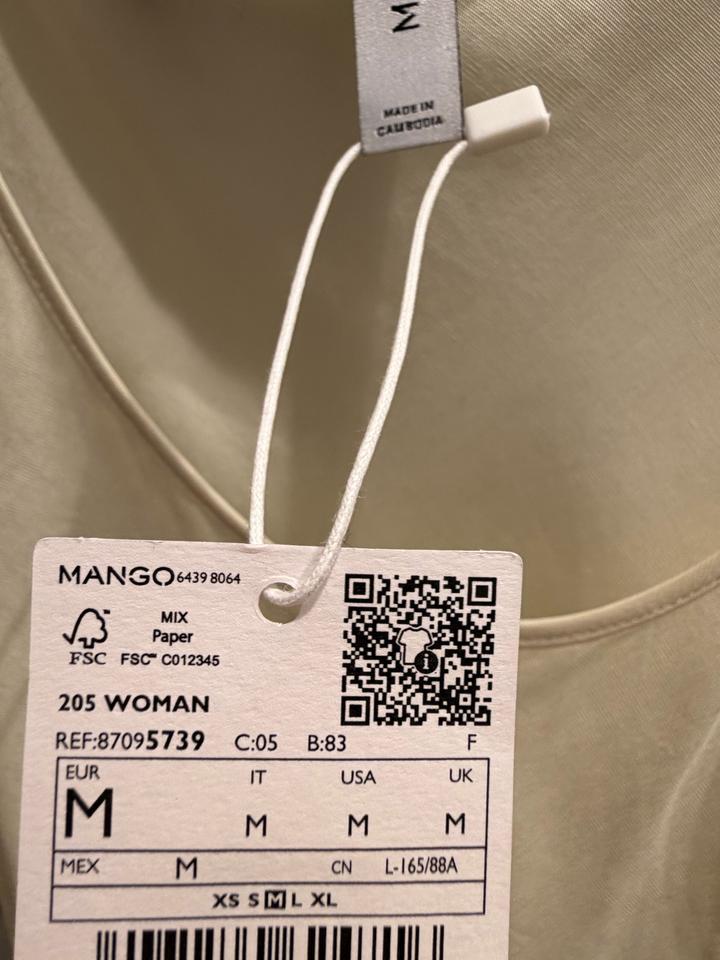 M
MADE IN
CAMBODIA
MANGO 6439 8064
MIX
Paper
FSC FSC™ C012345
205 WOMAN
REF:87095739 C:05 B:83 F
EUR IT USA UK
M M M M
MEX M CN L-165/88A
XS S M L XL